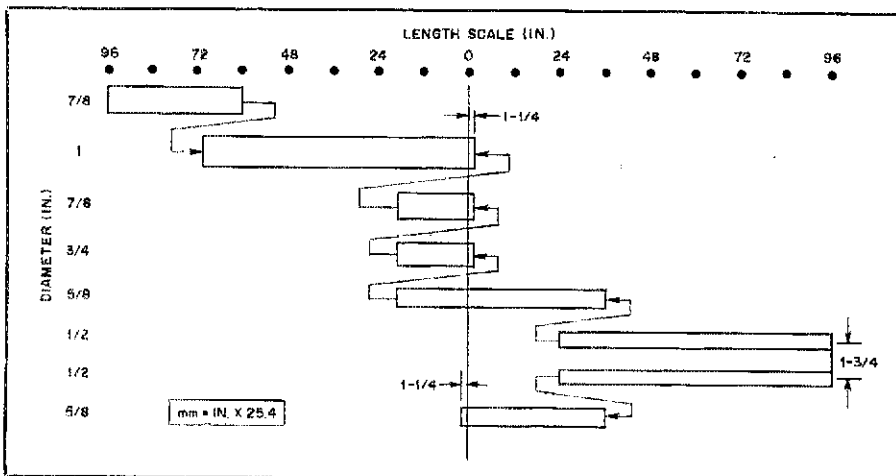 LENGTH SCALE (IN.)
96 72 48 24 0 24 48 72 96
DIAMETER (IN.)
7/8
1-1/4
1
7/8
3/4
5/8
1/2
1-3/4
1/2
1-1/4
5/8
mm = IN. X 25.4